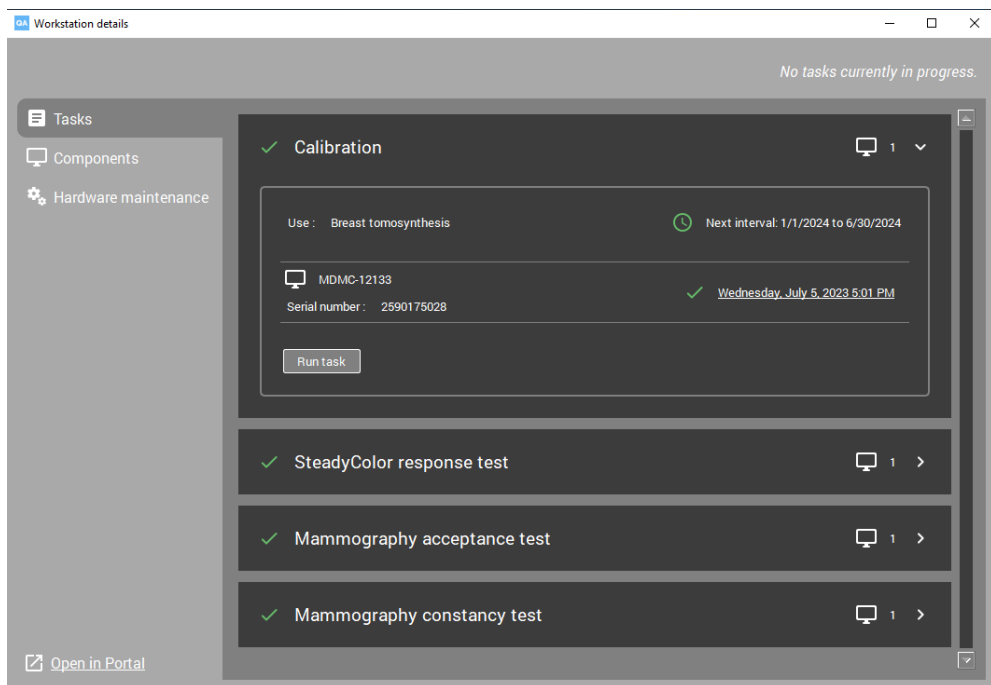 QA Workstation details
No tasks currently in progress.
Tasks
Components
Hardware maintenance
Calibration 1
Use : Breast tomosynthesis Next interval: 1/1/2024 to 6/30/2024
MDMC-12133
Serial number : 2590175028 Wednesday, July 5, 2023 5:01 PM
Run task
SteadyColor response test 1
Mammography acceptance test 1
Mammography constancy test 1
Open in Portal